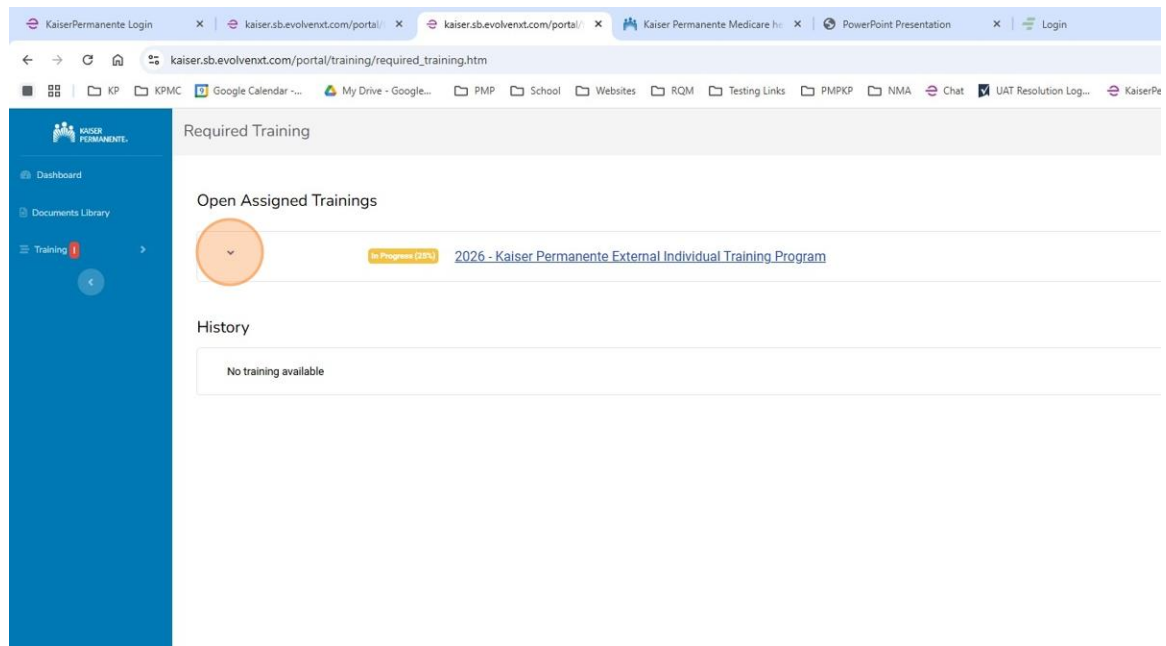 KaiserPermanente Login
kaiser.sb.evolvenxt.com/portal/
kaiser.sb.evolvenxt.com/portal/
Kaiser Permanente Medicare he
PowerPoint Presentation
Login
kaiser.sb.evolvenxt.com/portal/training/required_training.htm
KP
KPMC
Google Calendar -...
My Drive - Google...
PMP
School
Websites
RQM
Testing Links
PMPKP
NMA
Chat
UAT Resolution Log...
KaiserPe
KAISER
PERMANENTE.
Required Training
Dashboard
Documents Library
Training
Open Assigned Trainings
In Progress (25%)
2026 - Kaiser Permanente External Individual Training Program
History
No training available